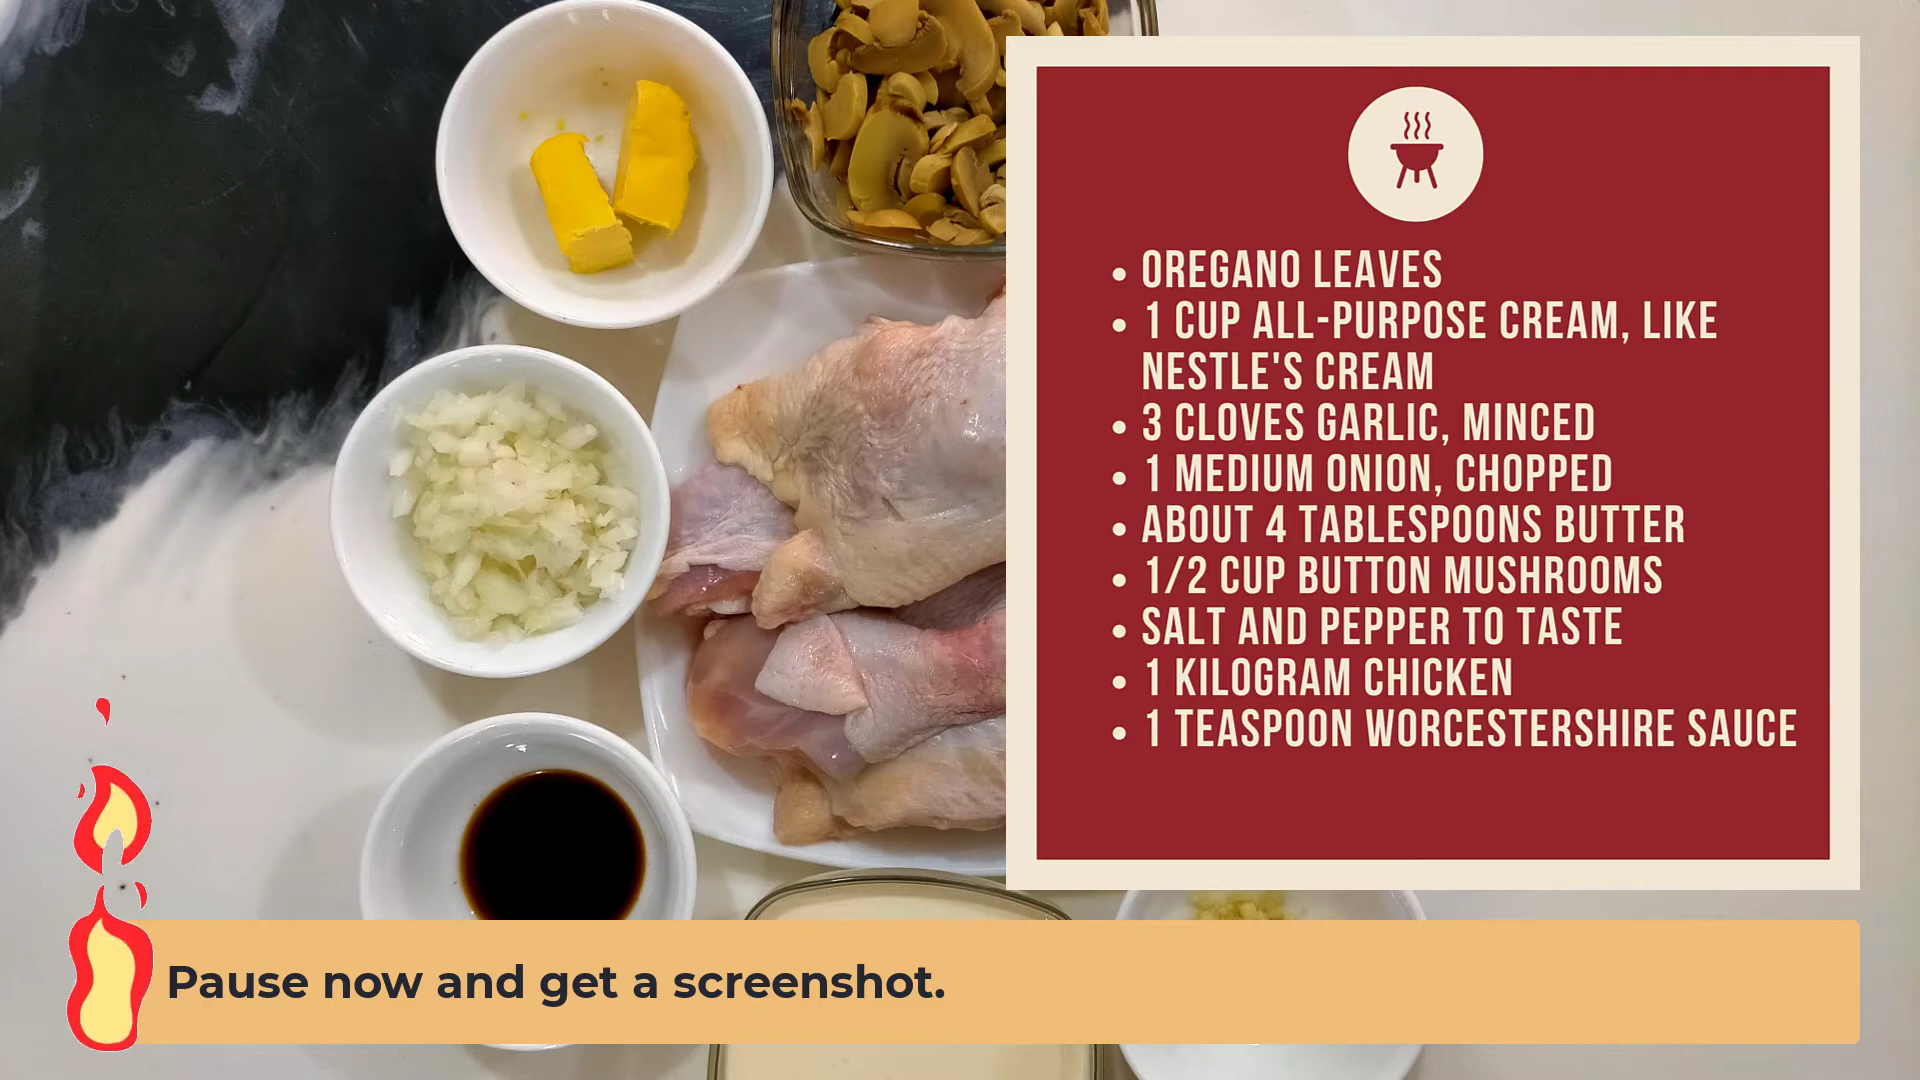 OREGANO LEAVES
1 CUP ALL-PURPOSE CREAM, LIKE
NESTLE'S CREAM
3 CLOVES GARLIC, MINCED
1 MEDIUM ONION, CHOPPED
ABOUT 4 TABLESPOONS BUTTER
1/2 CUP BUTTON MUSHROOMS
SALT AND PEPPER TO TASTE
1 KILOGRAM CHICKEN
1 TEASPOON WORCESTERSHIRE SAUCE
Pause now and get a screenshot.